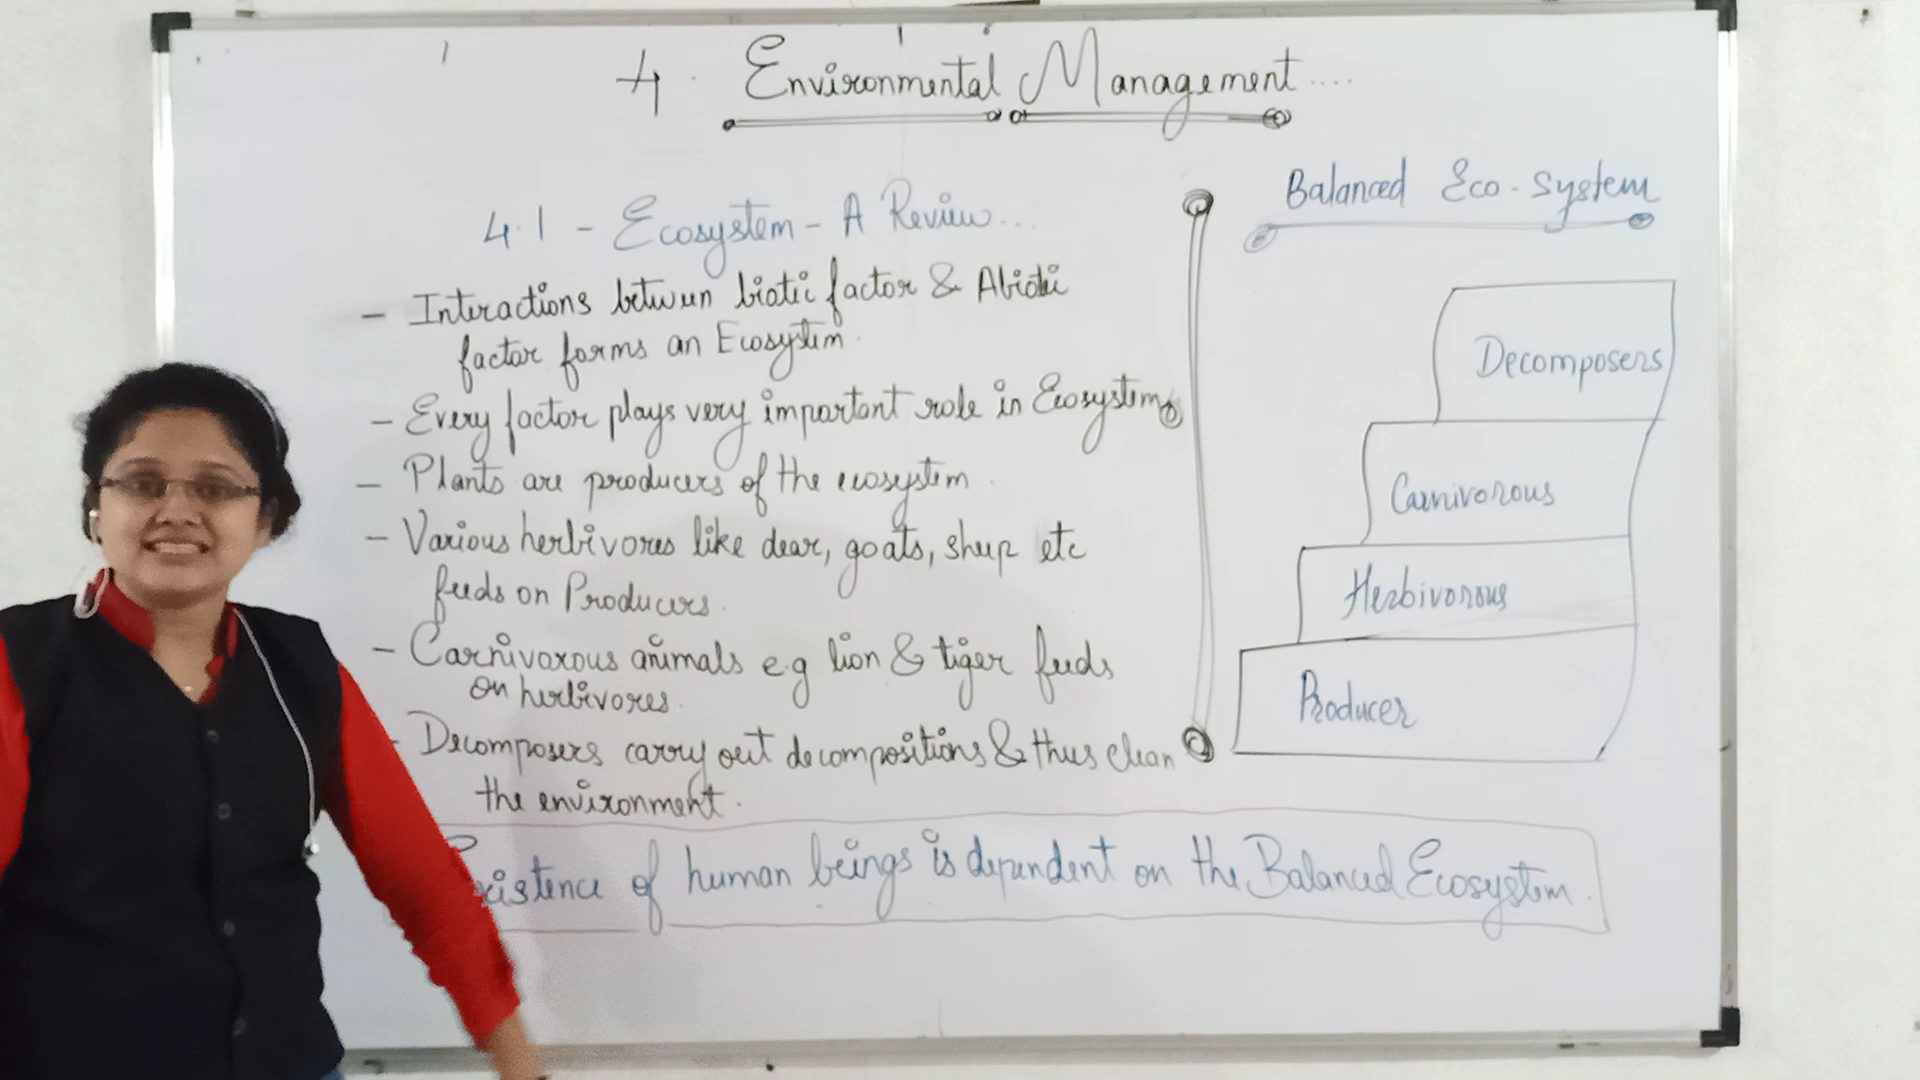 4. Environmental Management....
4.1 - Ecosystem - A Review...
- Interactions between biotic factor & Abiotic
factor forms an Ecosystem.
- Every factor plays very important role in Ecosystem.
- Plants are producers of the ecosystem.
- Various herbivores like dear, goats, sheep etc
feeds on Producers.
- Carnivorous animals e.g lion & tiger feeds
on herbivores.
- Decomposers carry out decompositions & thus clean
the environment.
Existence of human beings is dependent on the Balanced Ecosystem.
Balanced Eco-system
Decomposers
Carnivorous
Herbivorous
Producer